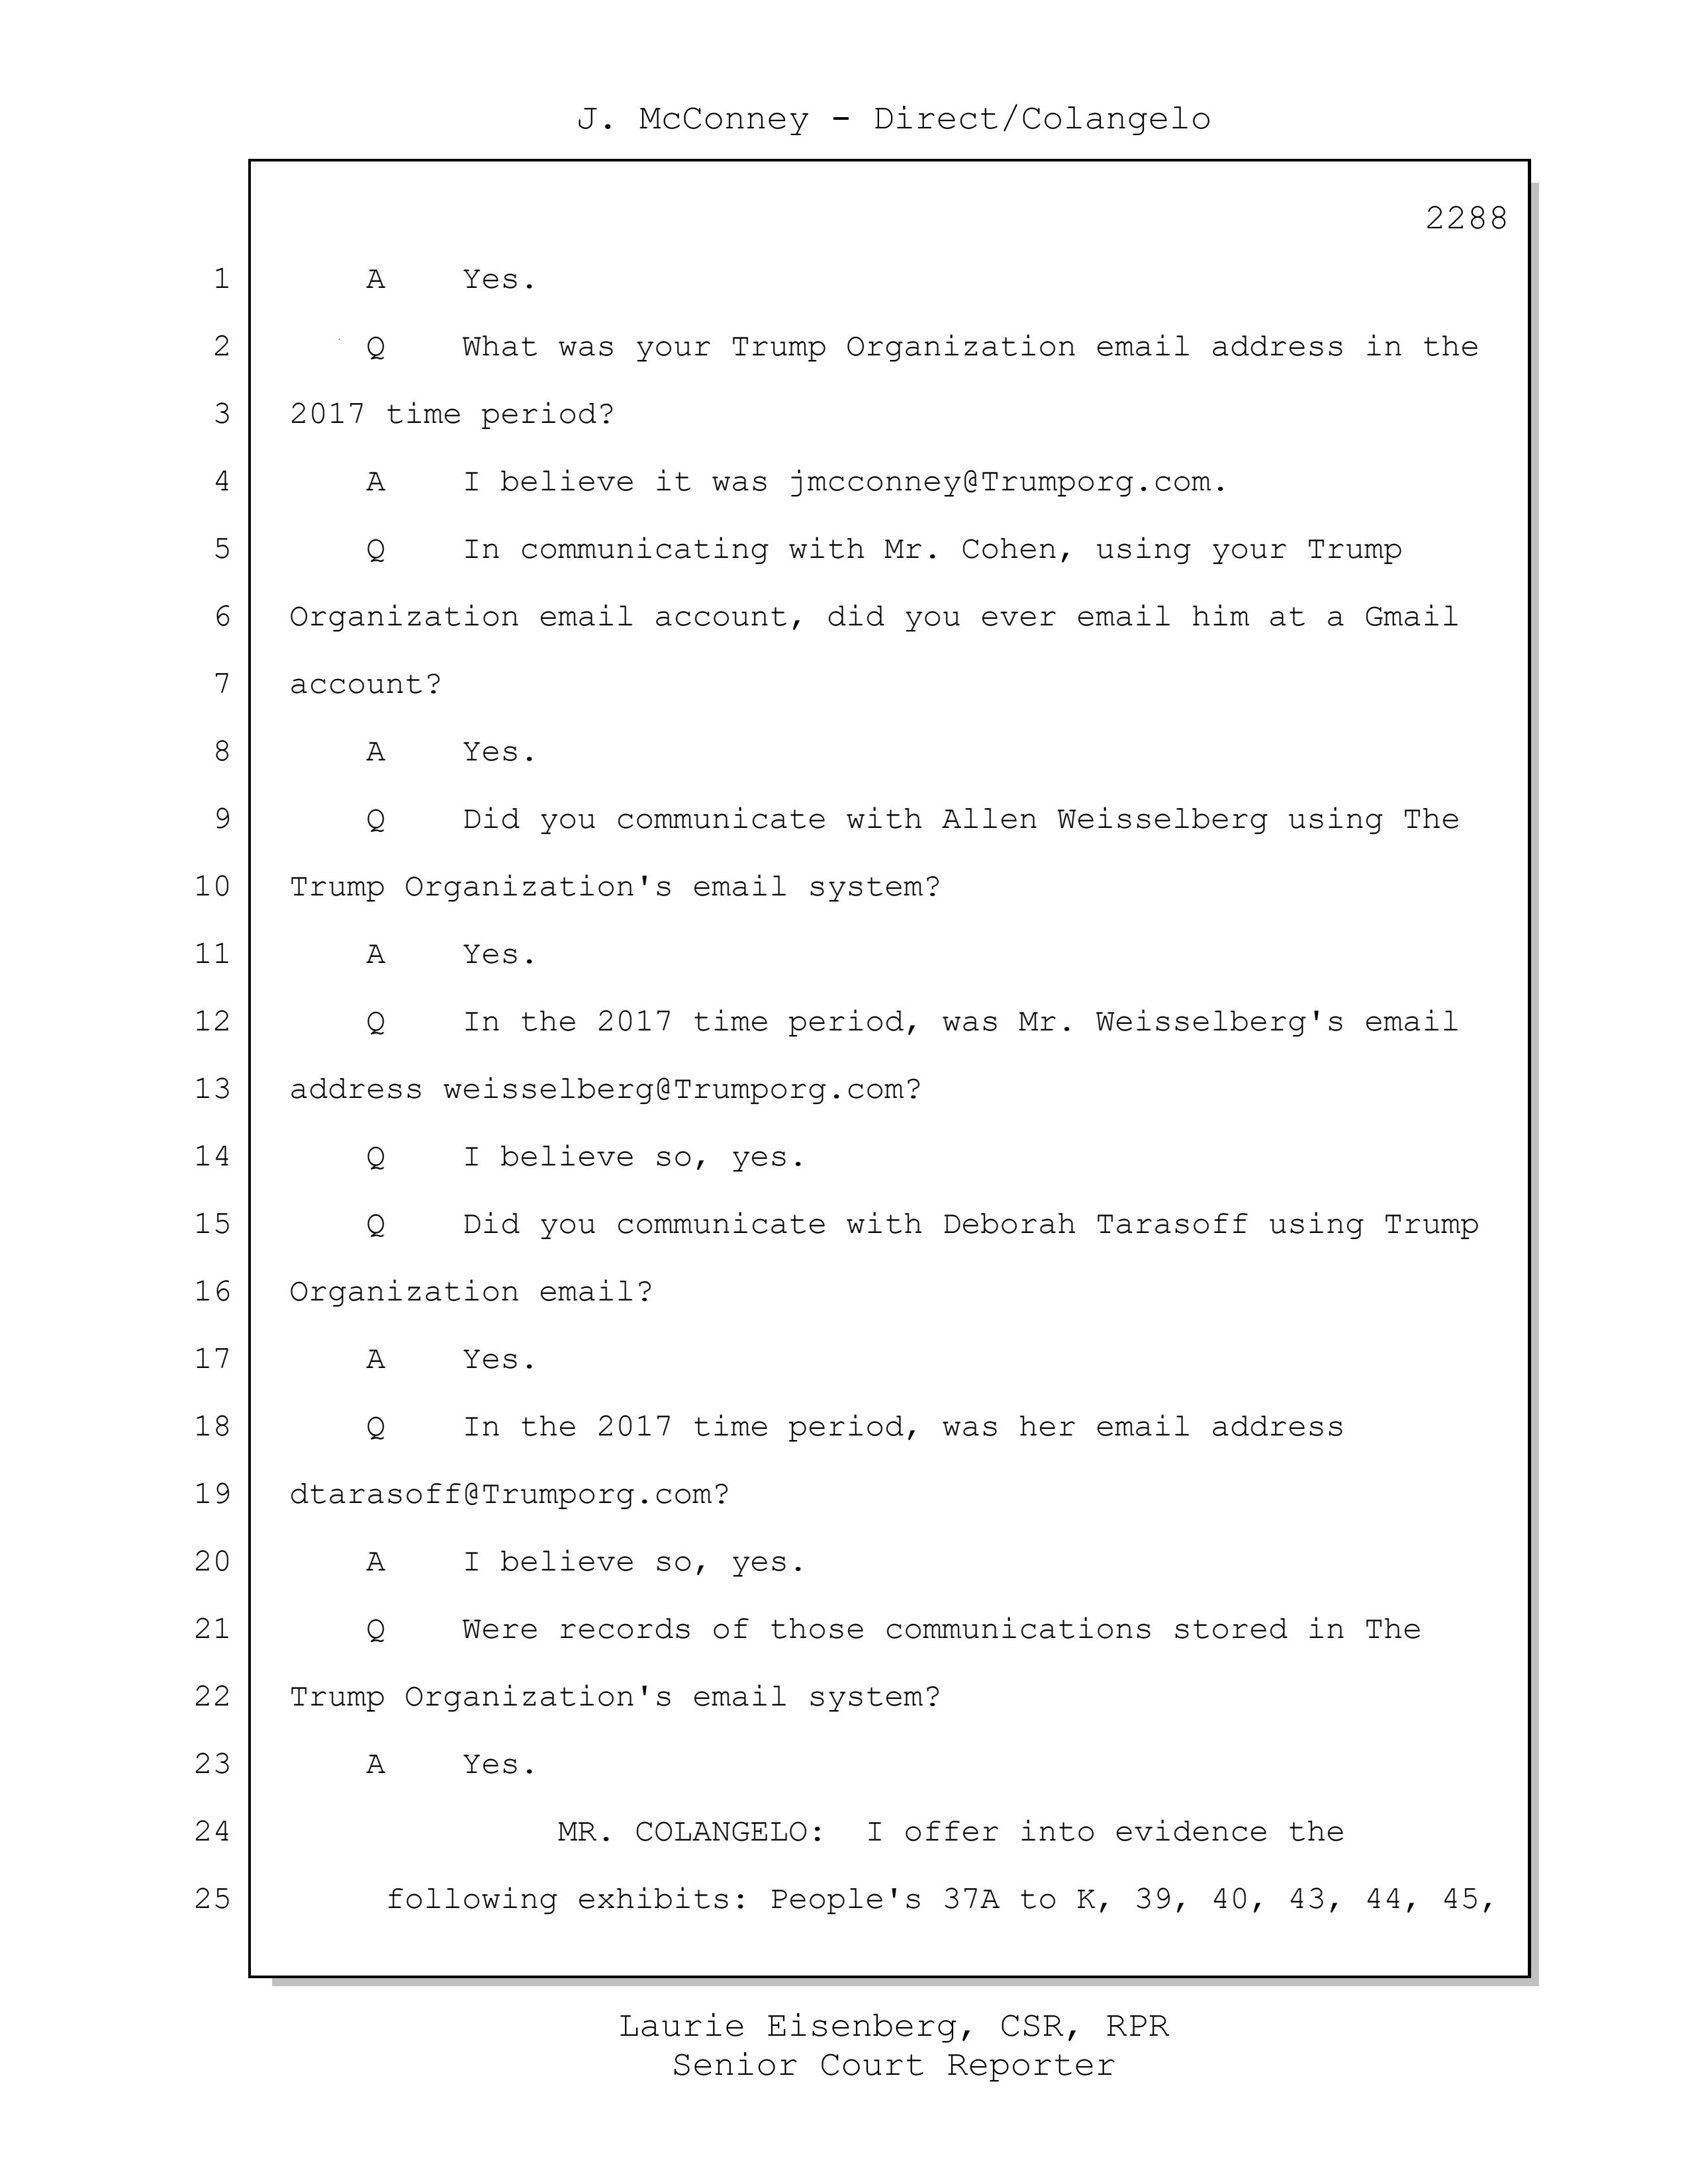 J. McConney - Direct/Colangelo
2288
1 A Yes.
2 Q What was your Trump Organization email address in the
3 2017 time period?
4 A I believe it was jmcconney@Trumporg.com.
5 Q In communicating with Mr. Cohen, using your Trump
6 Organization email account, did you ever email him at a Gmail
7 account?
8 A Yes.
9 Q Did you communicate with Allen Weisselberg using The
10 Trump Organization's email system?
11 A Yes.
12 Q In the 2017 time period, was Mr. Weisselberg's email
13 address weisselberg@Trumporg.com?
14 Q I believe so, yes.
15 Q Did you communicate with Deborah Tarasoff using Trump
16 Organization email?
17 A Yes.
18 Q In the 2017 time period, was her email address
19 dtarasoff@Trumporg.com?
20 A I believe so, yes.
21 Q Were records of those communications stored in The
22 Trump Organization's email system?
23 A Yes.
24 MR. COLANGELO: I offer into evidence the
25 following exhibits: People's 37A to K, 39, 40, 43, 44, 45,
Laurie Eisenberg, CSR, RPR
Senior Court Reporter